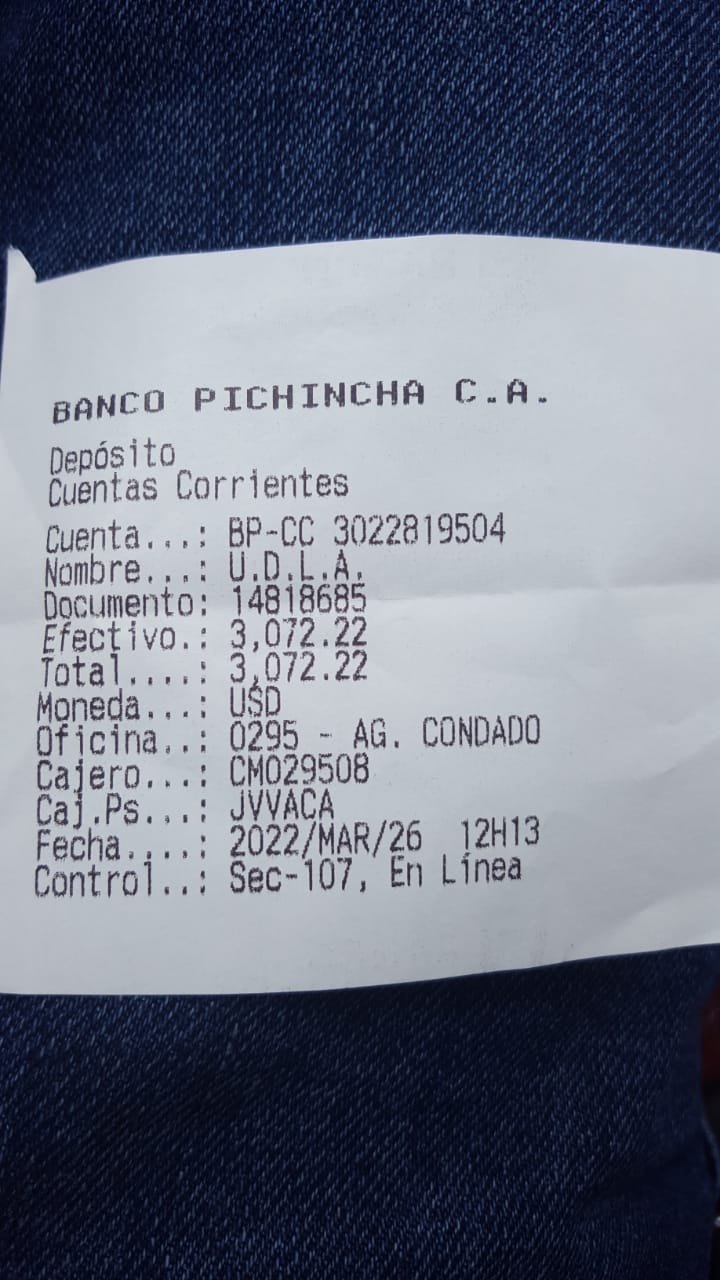 BANCO PICHINCHA C.A.
Depósito
Cuentas Corrientes
Cuenta...: BP-CC 3022819504
Nombre...: U.D.L.A.
Documento: 14818685
Efectivo.: 3,072.22
Total....: 3,072.22
Moneda...: USD
Oficina..: 0295 - AG. CONDADO
Cajero...: CM029508
Caj.Ps...: JVVACA
Fecha....: 2022/MAR/26 12H13
Control..: Sec-107, En Línea